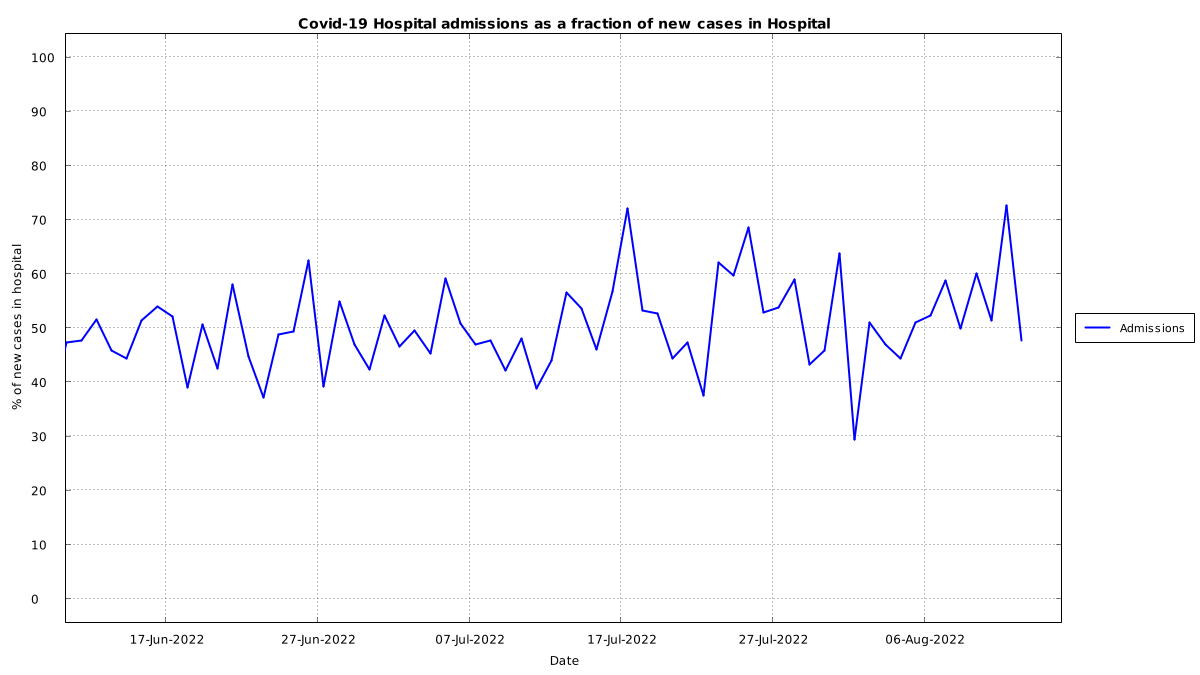 Covid-19 Hospital admissions as a fraction of new cases in Hospital
100
90
80
70
60
50
40
30
20
10
0
% of new cases in hospital
17-Jun-2022
27-Jun-2022
07-Jul-2022
17-Jul-2022
27-Jul-2022
06-Aug-2022
Date
Admissions